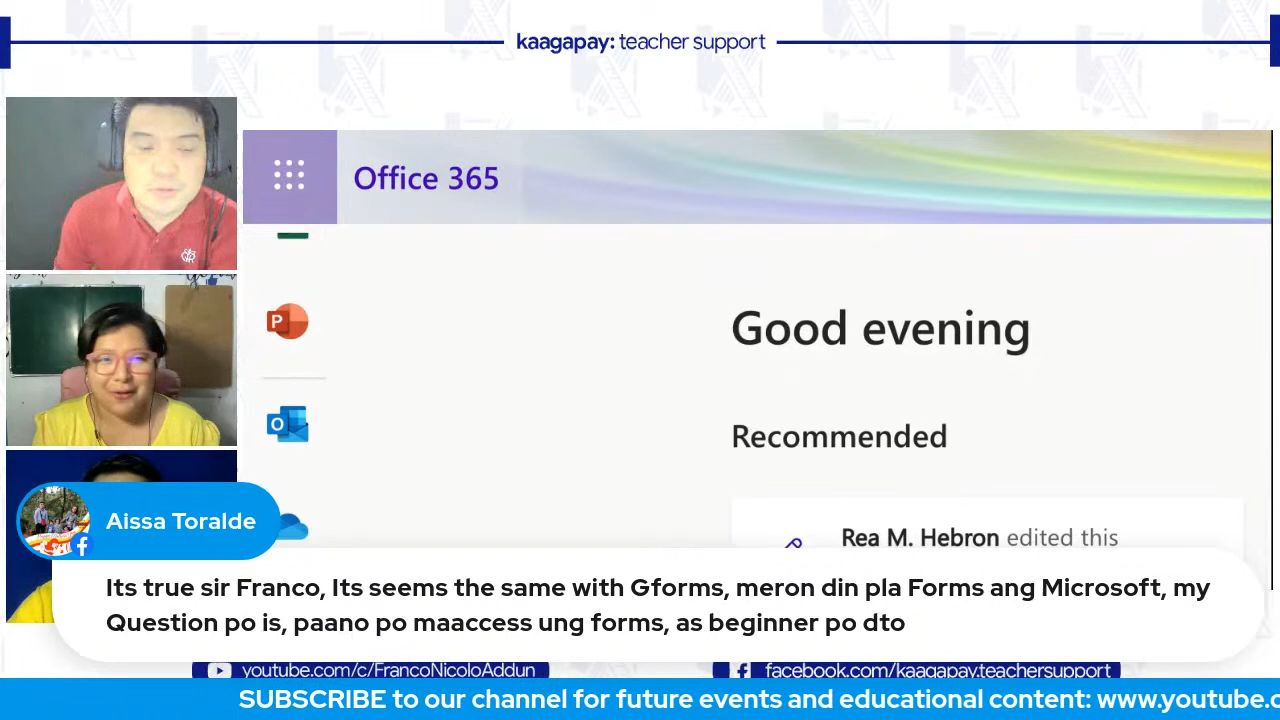 kaagapay: teacher support
Office 365
P
Good evening
O
Recommended
Aissa Toralde
Rea M. Hebron edited this
Its true sir Franco, Its seems the same with Gforms, meron din pla Forms ang Microsoft, my
Question po is, paano po maaccess ung forms, as beginner po dto
youtube.com/c/FrancoNicoloAddun
facebook.com/kaagapay.teachersupport
SUBSCRIBE to our channel for future events and educational content: www.youtube.c